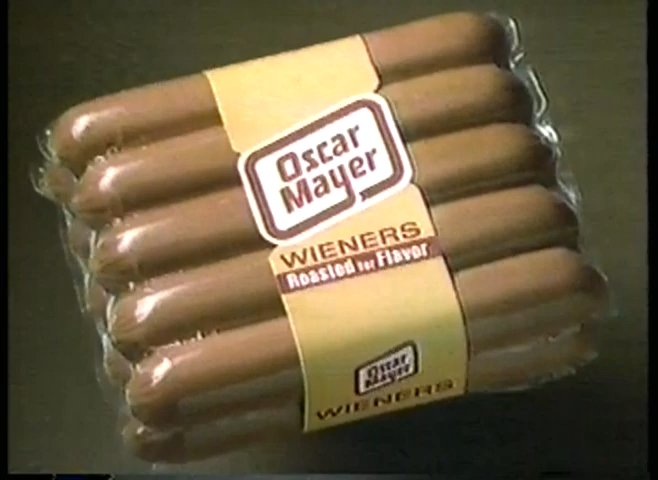 Oscar
Mayer
WIENERS
Roasted for Flavor
Oscar
Mayer
WIENERS